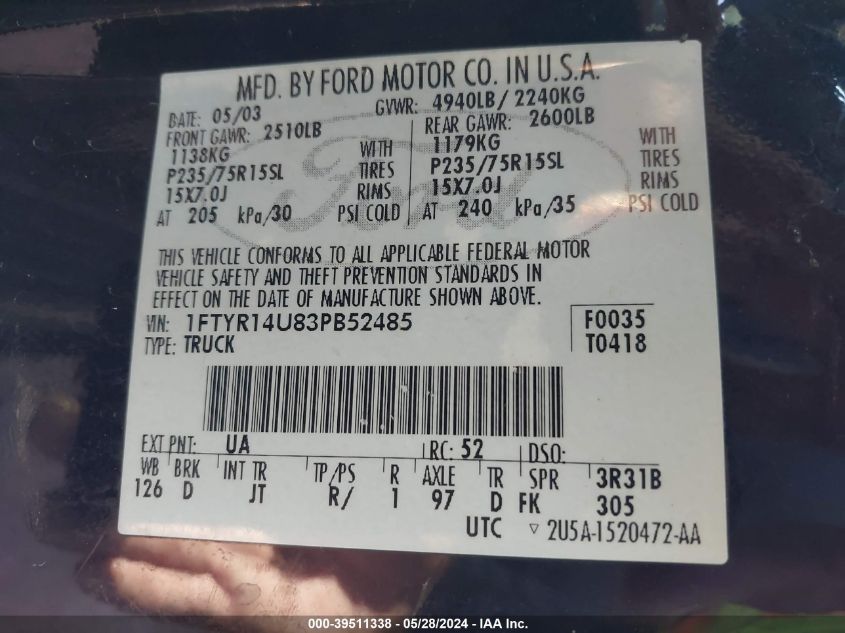 MFD. BY FORD MOTOR CO. IN U.S.A.
DATE: 05/03 GVWR: 4940LB/ 2240KG
FRONT GAWR: 2510LB REAR GAWR: 2600LB
1138KG WITH 1179KG WITH
P235/75R15SL TIRES P235/75R15SL TIRES
15X7.0J RIMS 15X7.0J RIMS
AT 205 kPa/30 PSI COLD AT 240 kPa/35 PSI COLD
Ford
THIS VEHICLE CONFORMS TO ALL APPLICABLE FEDERAL MOTOR
VEHICLE SAFETY AND THEFT PREVENTION STANDARDS IN
EFFECT ON THE DATE OF MANUFACTURE SHOWN ABOVE.
VIN: 1FTYR14U83PB52485 F0035
TYPE: TRUCK T0418
EXT PNT: UA RC: 52 DSO:
WB BRK INT TR TP/PS R AXLE TR SPR 3R31B
126 D JT R/ 1 97 D FK 305
UTC ▽ 2U5A-1520472-AA
000-39511338 - 05/28/2024 - IAA Inc.